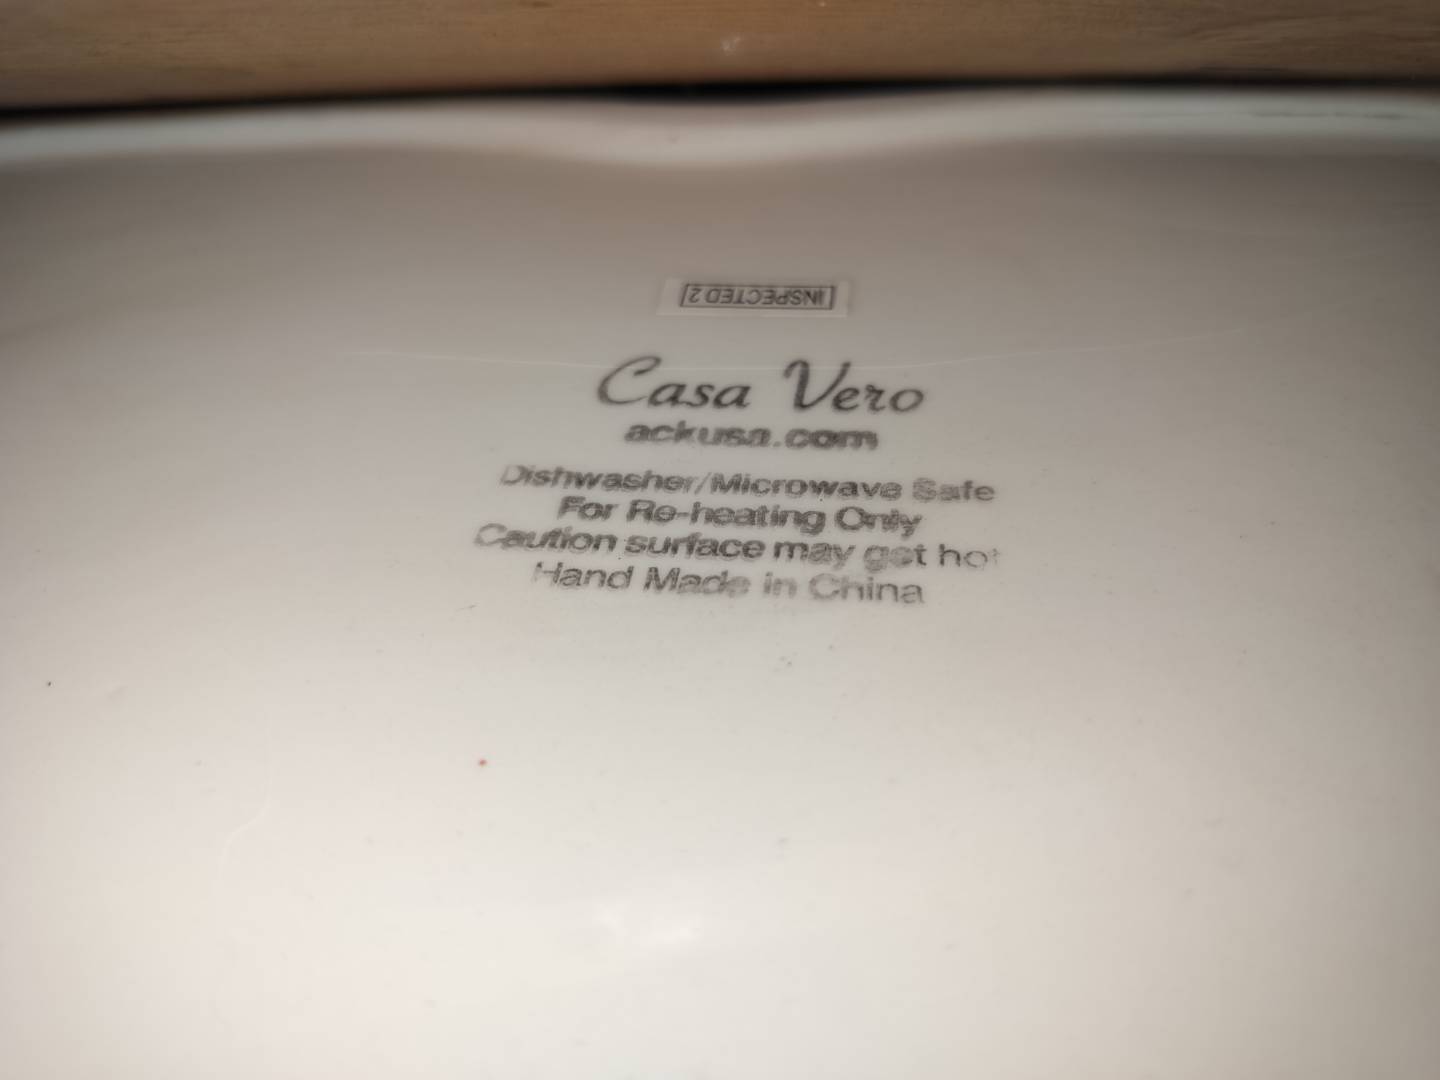 INSPECTED 2
Casa Vero
ackusa.com
Dishwasher/Microwave Safe
For Re-heating Only
Caution surface may get hot
Hand Made in China